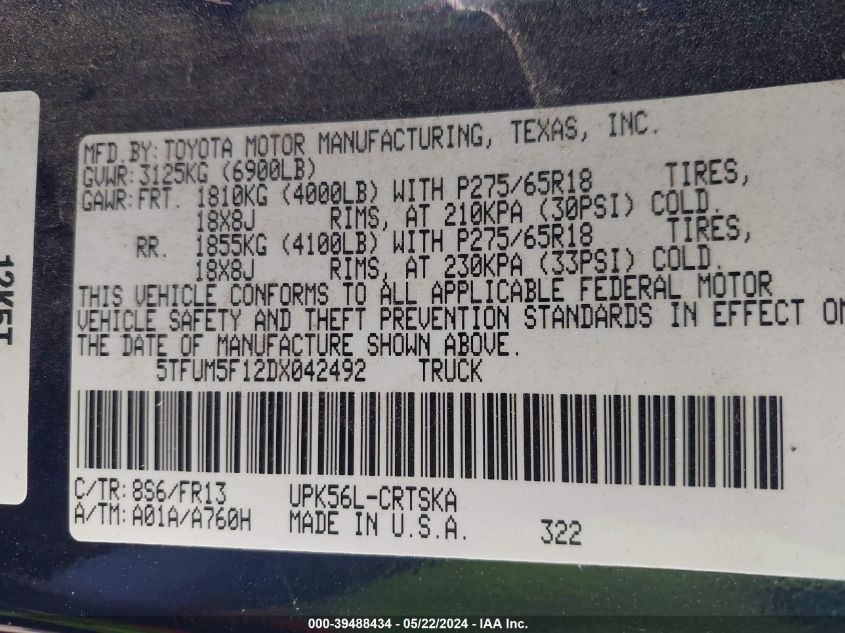 MFD.BY: TOYOTA MOTOR MANUFACTURING, TEXAS, INC.
GVWR: 3125KG (6900LB)
GAWR: FRT. 1810KG (4000LB) WITH P275/65R18 TIRES,
18X8J RIMS, AT 210KPA (30PSI) COLD.
RR. 1855KG (4100LB) WITH P275/65R18 TIRES,
18X8J RIMS, AT 230KPA (33PSI) COLD.
THIS VEHICLE CONFORMS TO ALL APPLICABLE FEDERAL MOTOR
VEHICLE SAFETY AND THEFT PREVENTION STANDARDS IN EFFECT ON
THE DATE OF MANUFACTURE SHOWN ABOVE.
5TFUM5F12DX042492 TRUCK
C/TR: 8S6/FR13 UPK56L-CRTSKA
A/TM: A01A/A760H MADE IN U.S.A. 322
12K5T
000-39488434 - 05/22/2024 - IAA Inc.